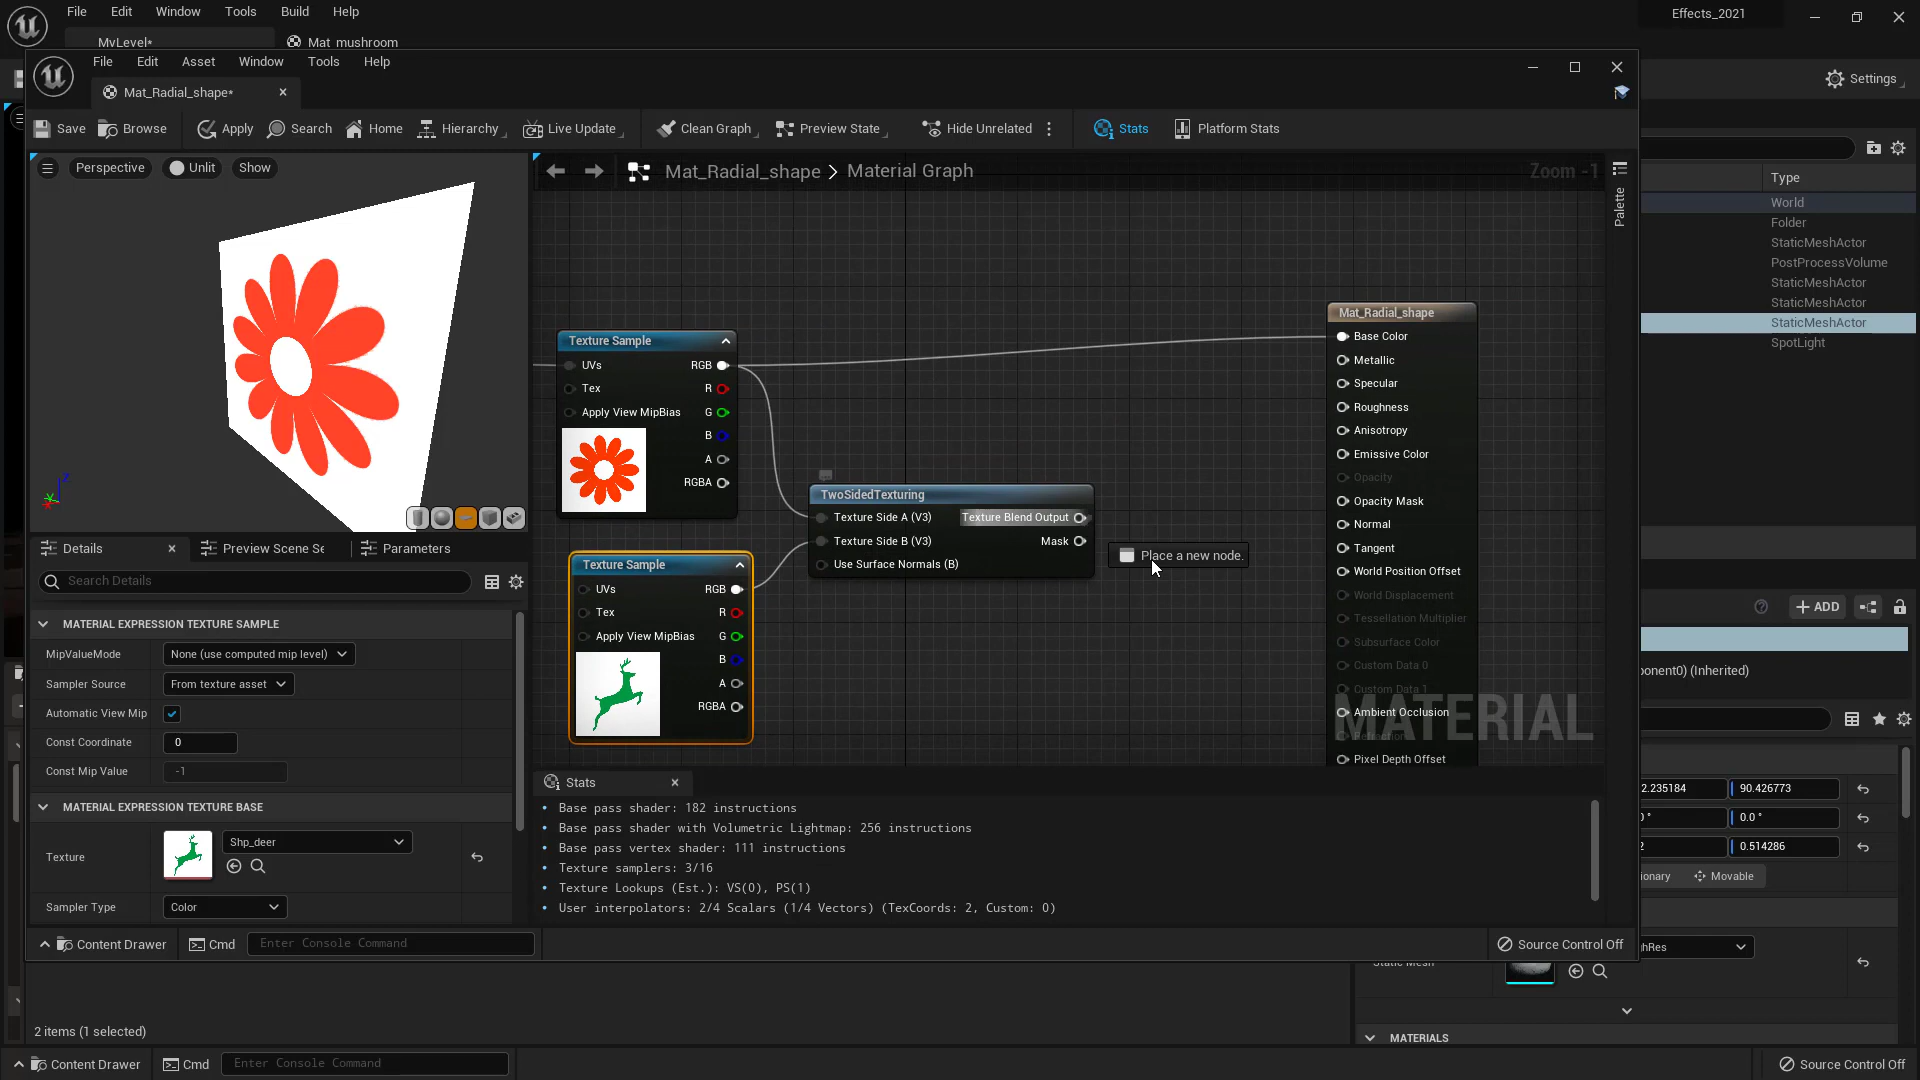 File Edit Window Tools Build Help
Effects_2021
MyLevel*
Mat_mushroom
File Edit Asset Window Tools Help
Settings
Mat_Radial_shape*
Save Browse Apply Search Home Hierarchy Live Update Clean Graph Preview State Hide Unrelated Stats Platform Stats
Perspective Unlit Show
Mat_Radial_shape > Material Graph
Zoom -1
Palette
Type
World
Folder
StaticMeshActor
PostProcessVolume
StaticMeshActor
StaticMeshActor
StaticMeshActor
SpotLight
Texture Sample
UVs RGB
Tex R
Apply View MipBias G
B
A
RGBA
TwoSidedTexturing
Texture Side A (V3) Texture Blend Output
Texture Side B (V3) Mask
Use Surface Normals (B)
Place a new node.
Texture Sample
UVs RGB
Tex R
Apply View MipBias G
B
A
RGBA
Mat_Radial_shape
Base Color
Metallic
Specular
Roughness
Anisotropy
Emissive Color
Opacity
Opacity Mask
Normal
Tangent
World Position Offset
World Displacement
Tessellation Multiplier
Subsurface Color
Custom Data 0
Custom Data 1
Ambient Occlusion
Refraction
Pixel Depth Offset
MATERIAL
Z
Details
Preview Scene Se
Parameters
Search Details
MATERIAL EXPRESSION TEXTURE SAMPLE
MipValueMode None (use computed mip level)
Sampler Source From texture asset
Automatic View Mip
Const Coordinate 0
Const Mip Value -1
MATERIAL EXPRESSION TEXTURE BASE
Texture Shp_deer
Sampler Type Color
Stats
Base pass shader: 182 instructions
Base pass shader with Volumetric Lightmap: 256 instructions
Base pass vertex shader: 111 instructions
Texture samplers: 3/16
Texture Lookups (Est.): VS(0), PS(1)
User interpolators: 2/4 Scalars (1/4 Vectors) (TexCoords: 2, Custom: 0)
ADD
onent0) (Inherited)
2.235184 90.426773
0.0 °
2 0.514286
ionary Movable
Content Drawer Cmd Enter Console Command
Source Control Off
ghRes
Static Mesh
2 items (1 selected)
MATERIALS
Content Drawer Cmd Enter Console Command
Source Control Off